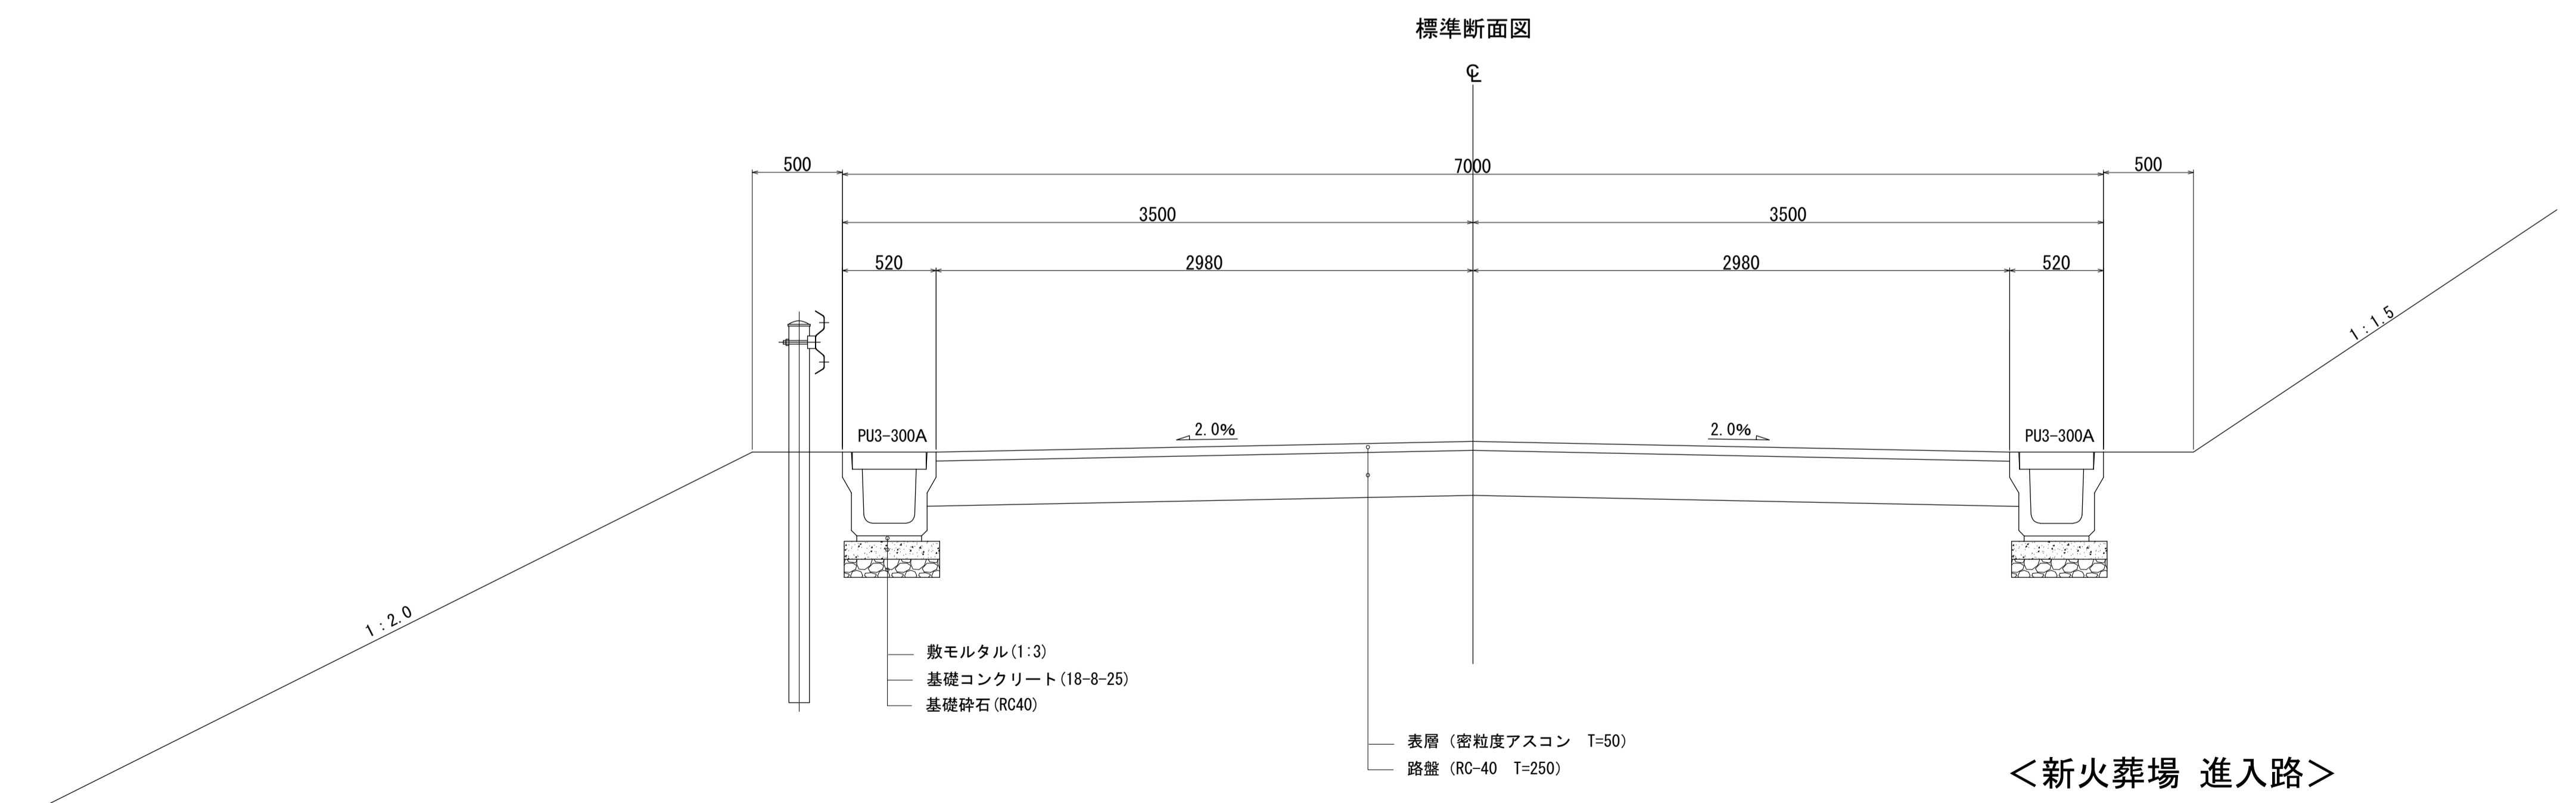 標準断面図
℄
500 7000 500
3500 3500
520 2980 2980 520
1:1.5
PU3-300A 2.0% 2.0% PU3-300A
1:2.0
敷モルタル(1:3)
基礎コンクリート(18-8-25)
基礎砕石(RC40)
表層(密粒度アスコン　T=50)
路盤(RC-40　T=250)
＜新火葬場 進入路＞